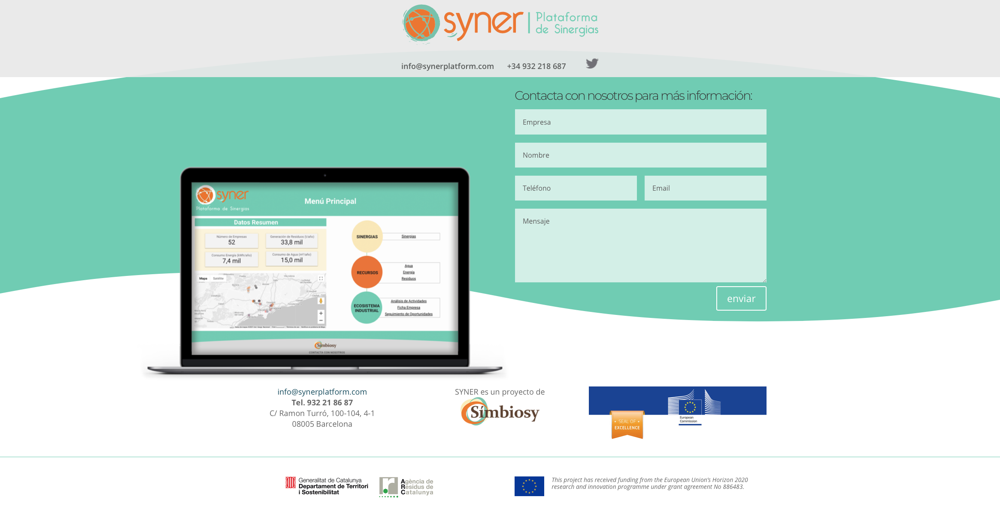 syner | Plataforma de Sinergias
info@synerplatform.com +34 932 218 687
Contacta con nosotros para más información:
Empresa
Nombre
Teléfono Email
Mensaje
enviar
syner
Plataforma de Sinergias
Menú Principal
Datos Resumen
Número de Empresas
52
Generación de Residuos (t/año)
33,8 mil
Consumo Energía (kWh/año)
7,4 mil
Consumo de Agua (m³/año)
15,0 mil
Mapa Satélite
SINERGIAS
Sinergias
RECURSOS
Agua
Energía
Residuos
ECOSISTEMA
INDUSTRIAL
Análisis de Actividades
Ficha Empresa
Seguimiento de Oportunidades
Símbiosy
CONTACTA CON NOSOTROS
info@synerplatform.com
Tel. 932 21 86 87
C/ Ramon Turró, 100-104, 4-1
08005 Barcelona
SYNER es un proyecto de
Símbiosy
SEAL OF
EXCELLENCE
European
Commission
Generalitat de Catalunya
Departament de Territori
i Sostenibilitat
Agència de
Residus de
Catalunya
This project has received funding from the European Union's Horizon 2020
research and innovation programme under grant agreement No 886483.